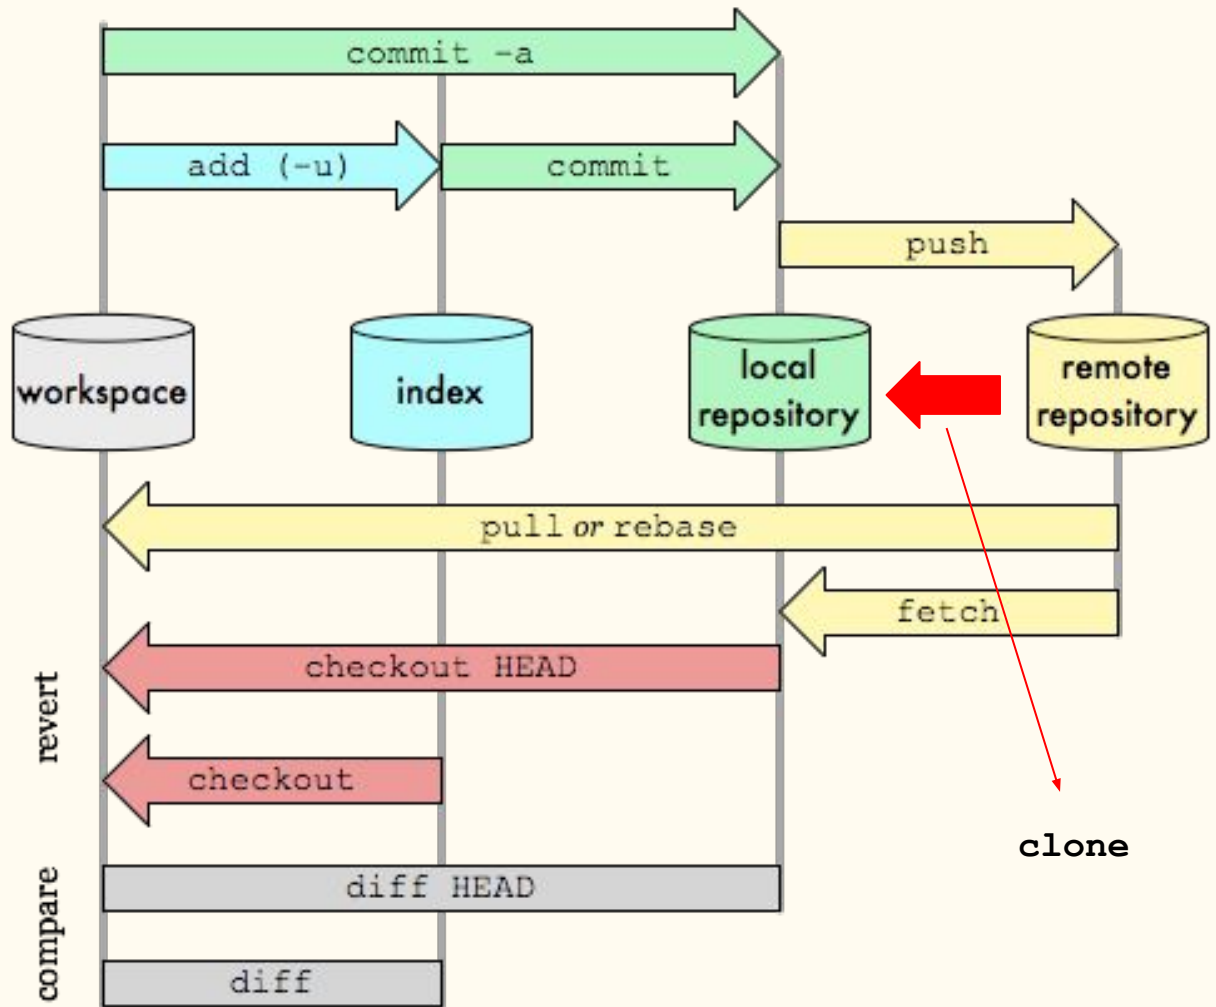 commit -a
add (-u)
commit
push
workspace
index
local
repository
remote
repository
pull or rebase
fetch
revert
checkout HEAD
checkout
clone
compare
diff HEAD
diff